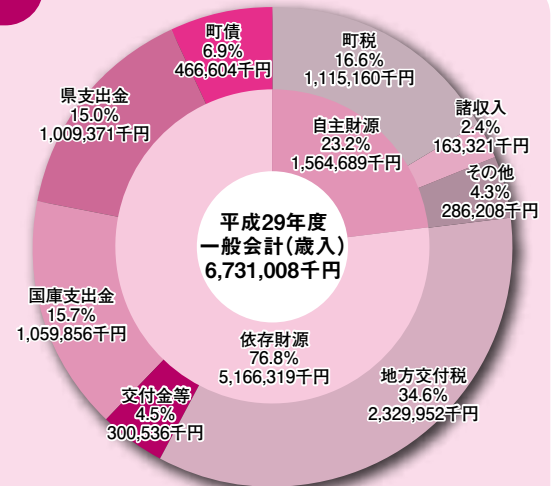 町債
6.9%
466,604千円
町税
16.6%
1,115,160千円
県支出金
15.0%
1,009,371千円
自主財源
23.2%
1,564,689千円
諸収入
2.4%
163,321千円
その他
4.3%
286,208千円
平成29年度
一般会計(歳入)
6,731,008千円
国庫支出金
15.7%
1,059,856千円
依存財源
76.8%
5,166,319千円
地方交付税
34.6%
2,329,952千円
交付金等
4.5%
300,536千円